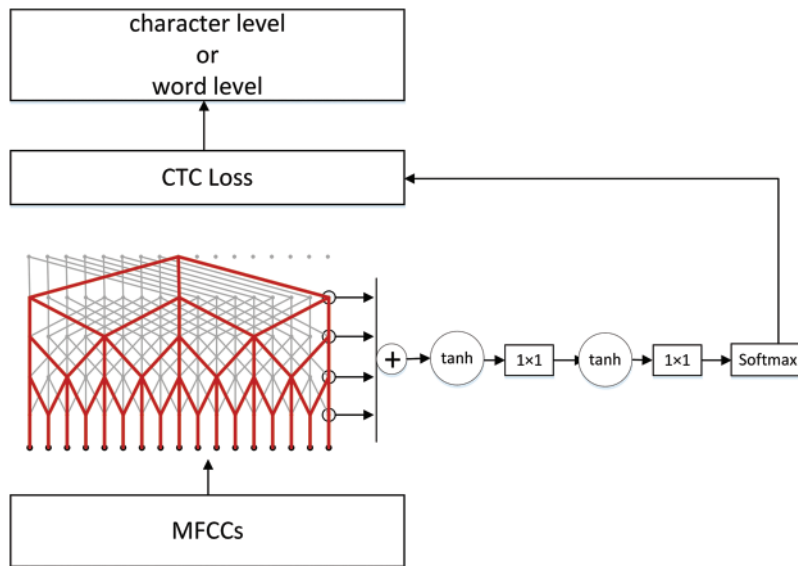 character level
or
word level
CTC Loss
+
tanh
1×1
tanh
1×1
Softmax
MFCCs